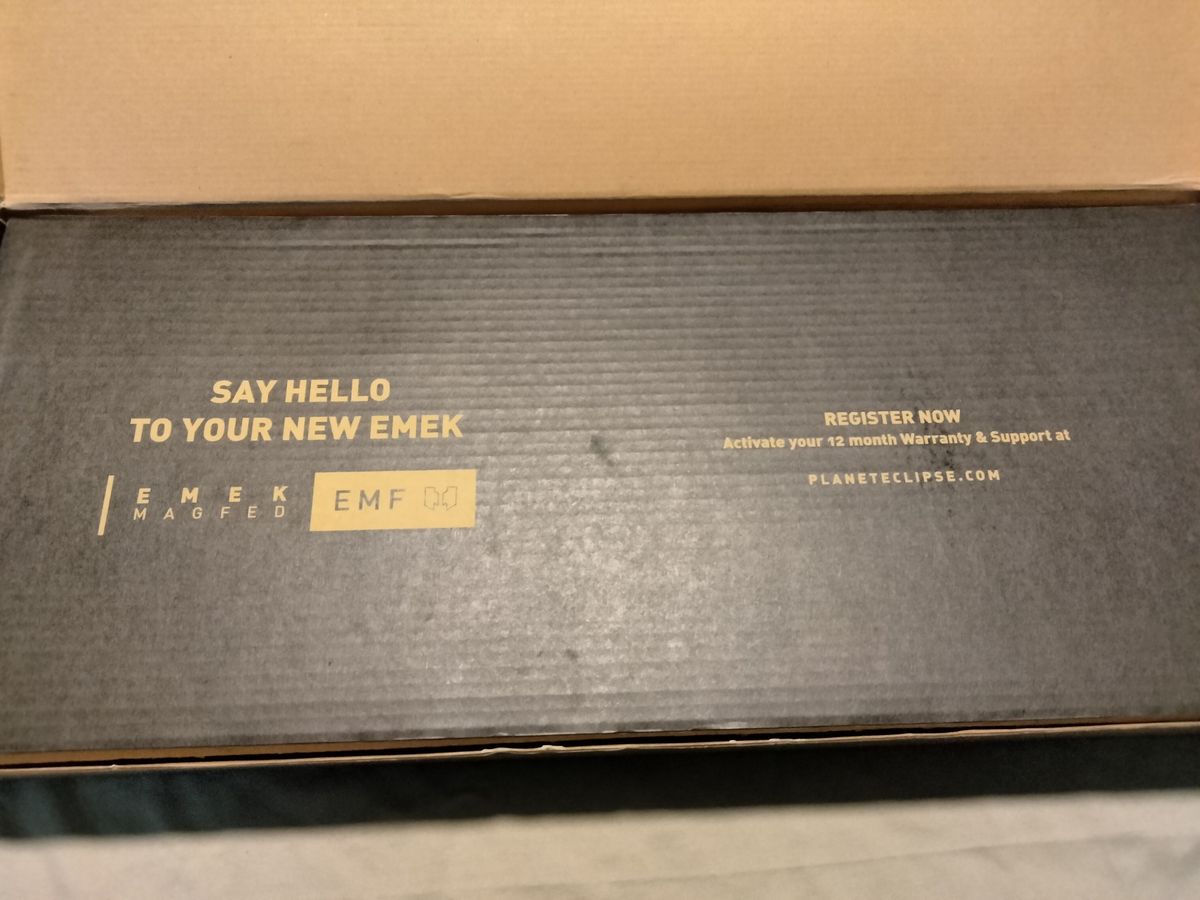 SAY HELLO
TO YOUR NEW EMEK
EMEK
MAGFED
EMF
REGISTER NOW
Activate your 12 month Warranty & Support at
PLANETECLIPSE.COM